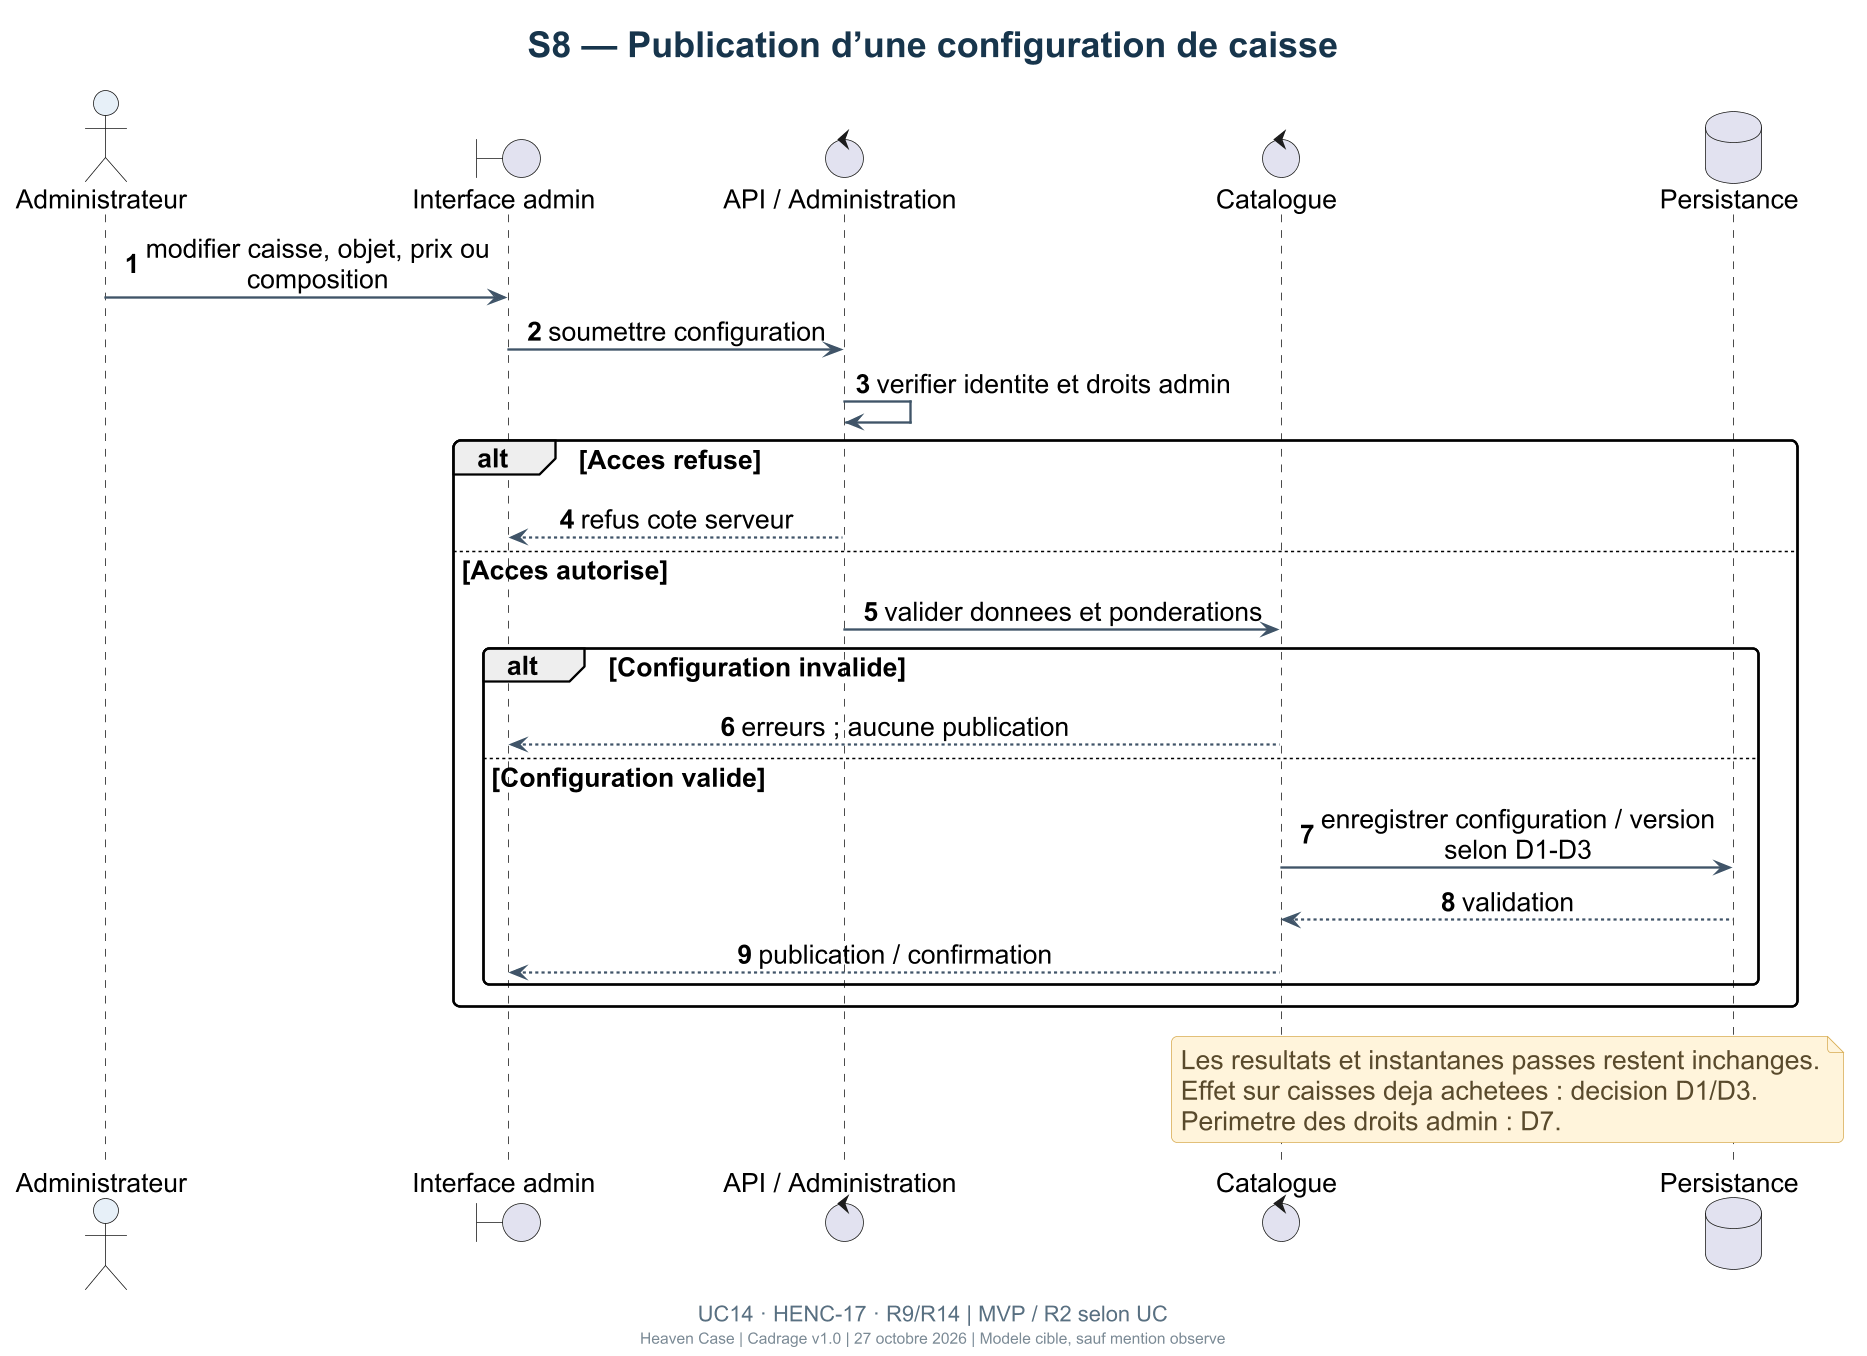 S8 — Publication d’une configuration de caisse
Administrateur
Interface admin
API / Administration
Catalogue
Persistance
1 modifier caisse, objet, prix ou
composition
2 soumettre configuration
3 verifier identite et droits admin
alt [Acces refuse]
4 refus cote serveur
[Acces autorise]
5 valider donnees et ponderations
alt [Configuration invalide]
6 erreurs ; aucune publication
[Configuration valide]
7 enregistrer configuration / version
selon D1-D3
8 validation
9 publication / confirmation
Les resultats et instantanes passes restent inchanges.
Effet sur caisses deja achetees : decision D1/D3.
Perimetre des droits admin : D7.
Administrateur
Interface admin
API / Administration
Catalogue
Persistance
UC14 · HENC-17 · R9/R14 | MVP / R2 selon UC
Heaven Case | Cadrage v1.0 | 27 octobre 2026 | Modele cible, sauf mention observe